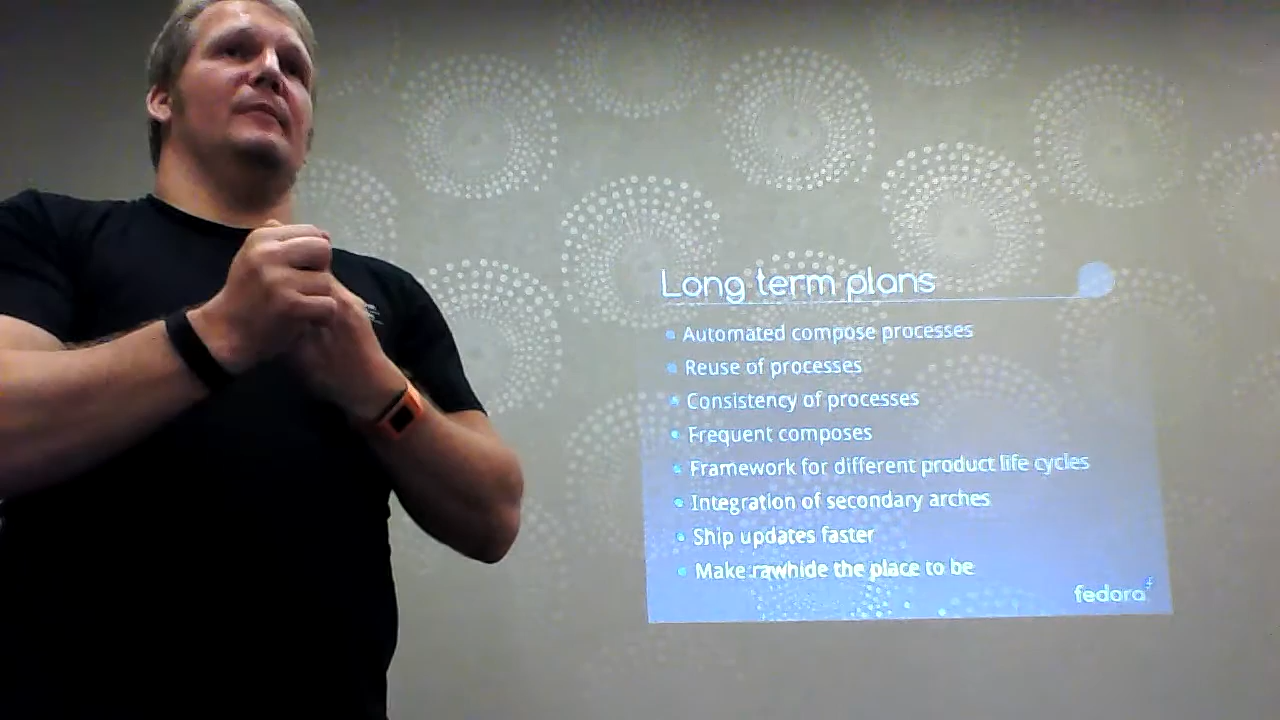 Long term plans
Automated compose processes
Reuse of processes
Consistency of processes
Frequent composes
Framework for different product life cycles
Integration of secondary arches
Ship updates faster
Make rawhide the place to be
fedora